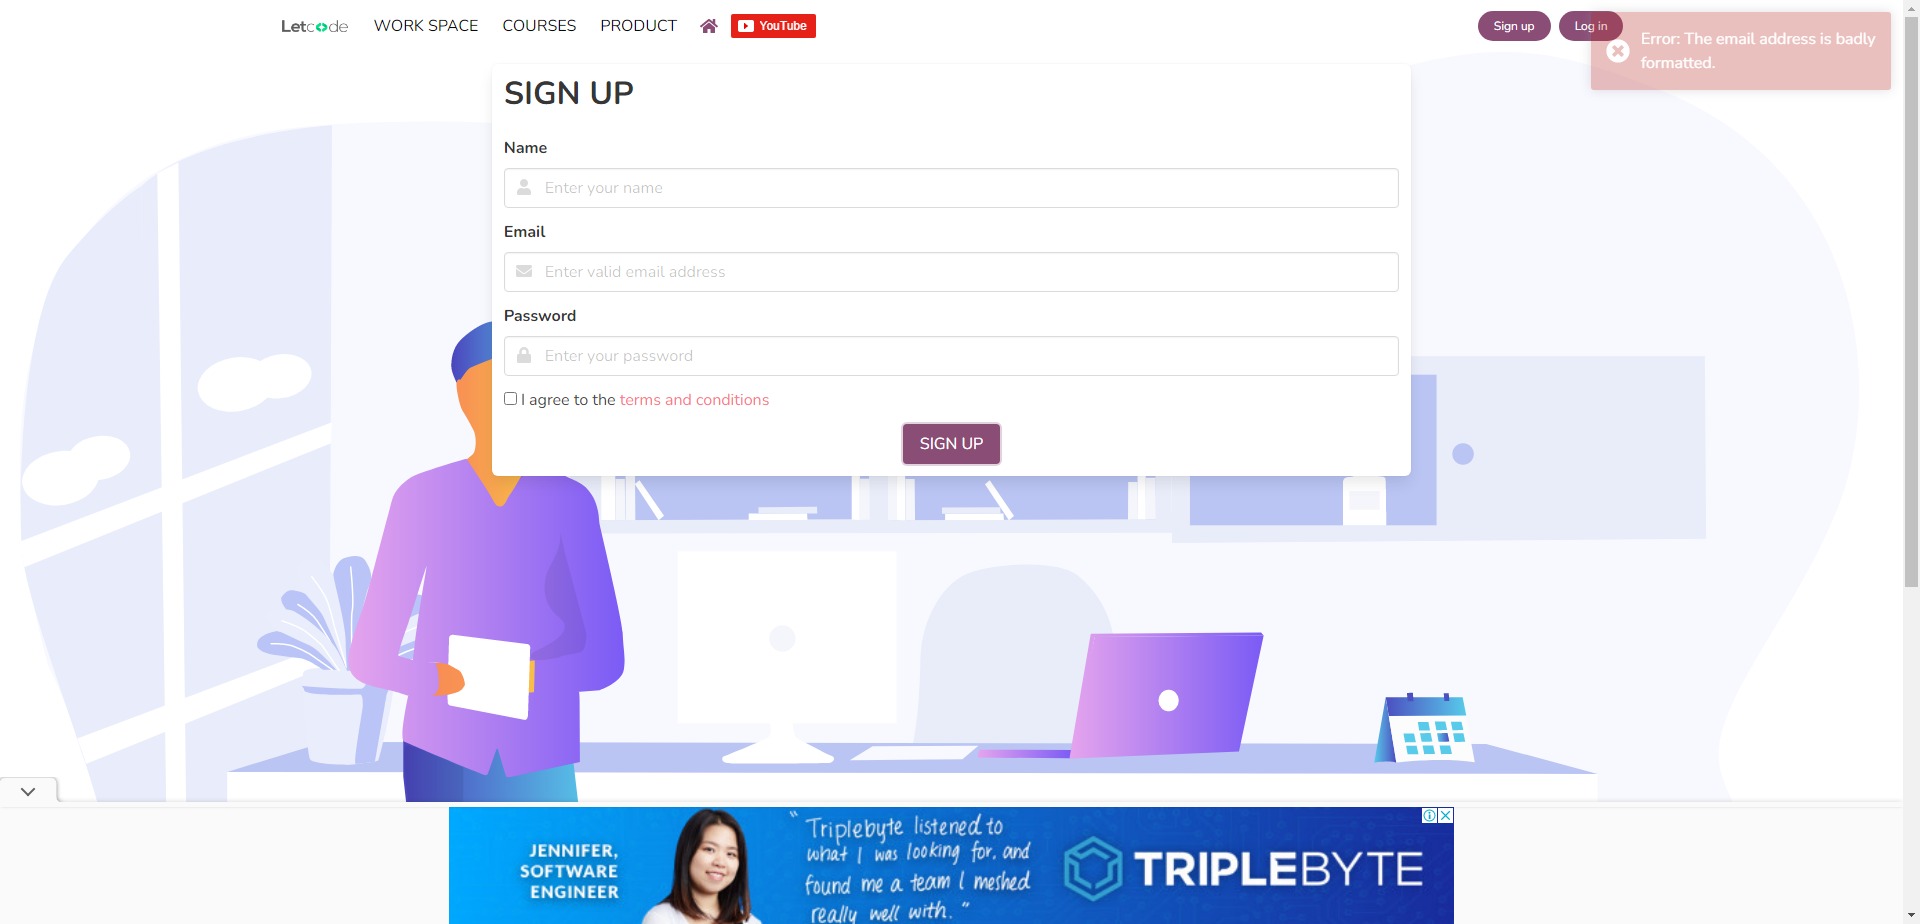 Letcode WORK SPACE COURSES PRODUCT YouTube Sign up Log in
Error: The email address is badly
formatted.
SIGN UP
Name
Enter your name
Email
Enter valid email address
Password
Enter your password
I agree to the terms and conditions
SIGN UP
JENNIFER,
SOFTWARE
ENGINEER
“Triplebyte listened to
what I was looking for, and
found me a team I meshed
really well with.”
TRIPLEBYTE